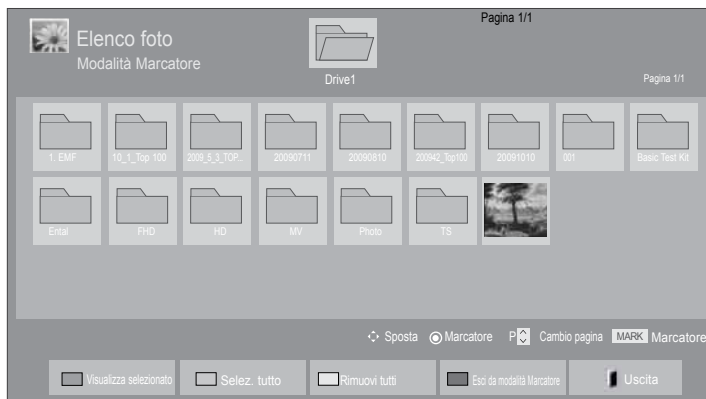 Pagina 1/1
Elenco foto
Modalità Marcatore
Drive1
Pagina 1/1
1. EMF
10_1_Top 100
2009_5_3_TOP...
20090711
20090810
200942_Top100
20091010
001
Basic Test Kit
Ental
FHD
HD
MV
Photo
TS
Sposta
Marcatore
P
Cambio pagina
MARK Marcatore
Visualizza selezionato
Selez. tutto
Rimuovi tutti
Esci da modalità Marcatore
Uscita